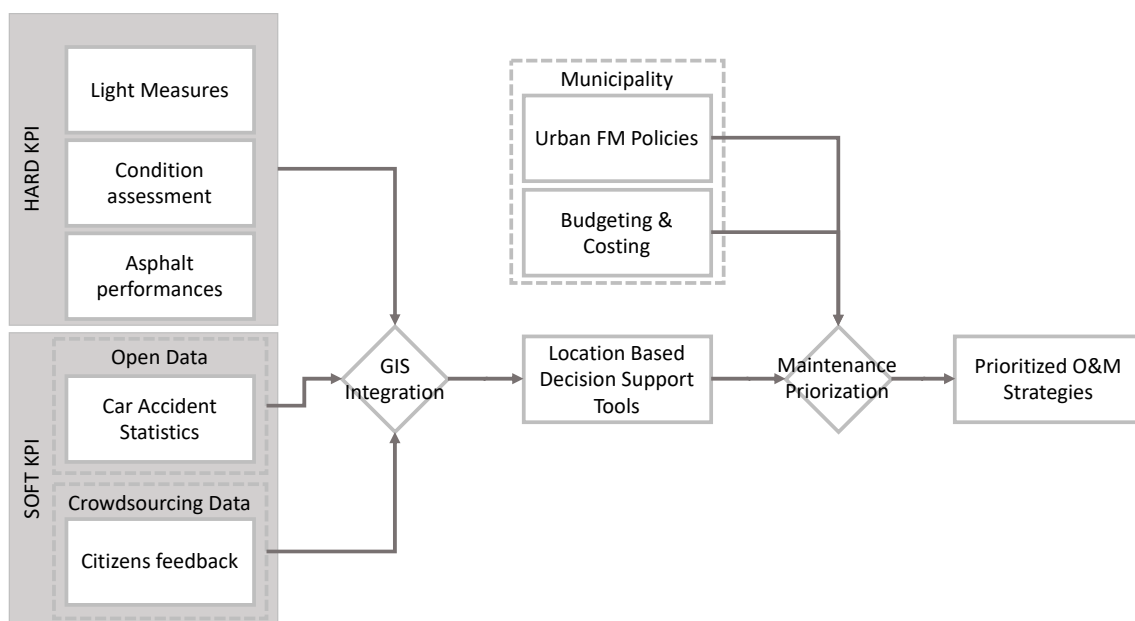 HARD KPI
Light Measures
Condition
assessment
Asphalt
performances
SOFT KPI
Open Data
Car Accident
Statistics
Crowdsourcing Data
Citizens feedback
GIS
Integration
Municipality
Urban FM Policies
Budgeting &
Costing
Location Based
Decision Support
Tools
Maintenance
Priorization
Prioritized O&M
Strategies